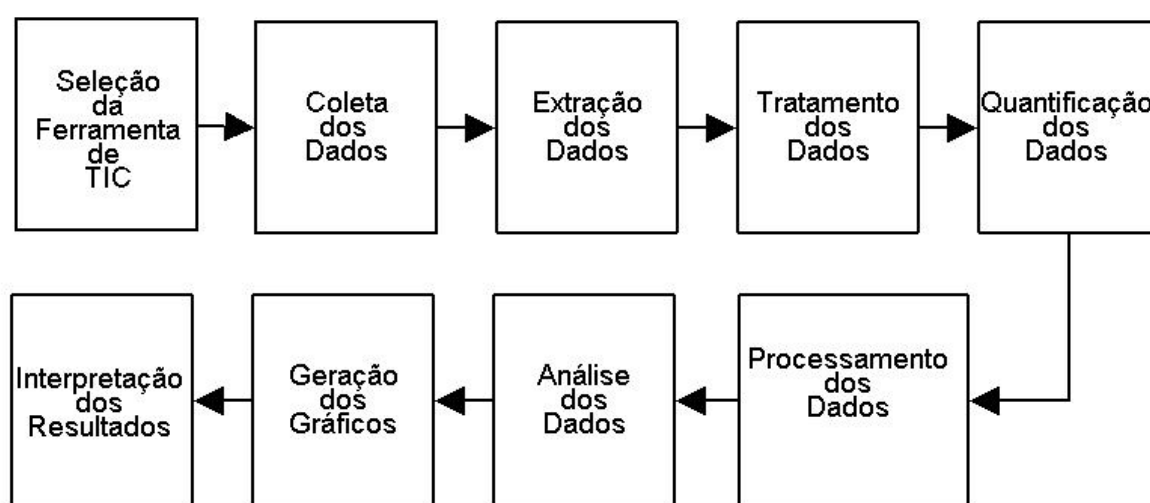 Seleção
da
Ferramenta
de
TIC
Coleta
dos
Dados
Extração
dos
Dados
Tratamento
dos
Dados
Quantificação
dos
Dados
Processamento
dos
Dados
Análise
dos
Dados
Geração
dos
Gráficos
Interpretação
dos
Resultados